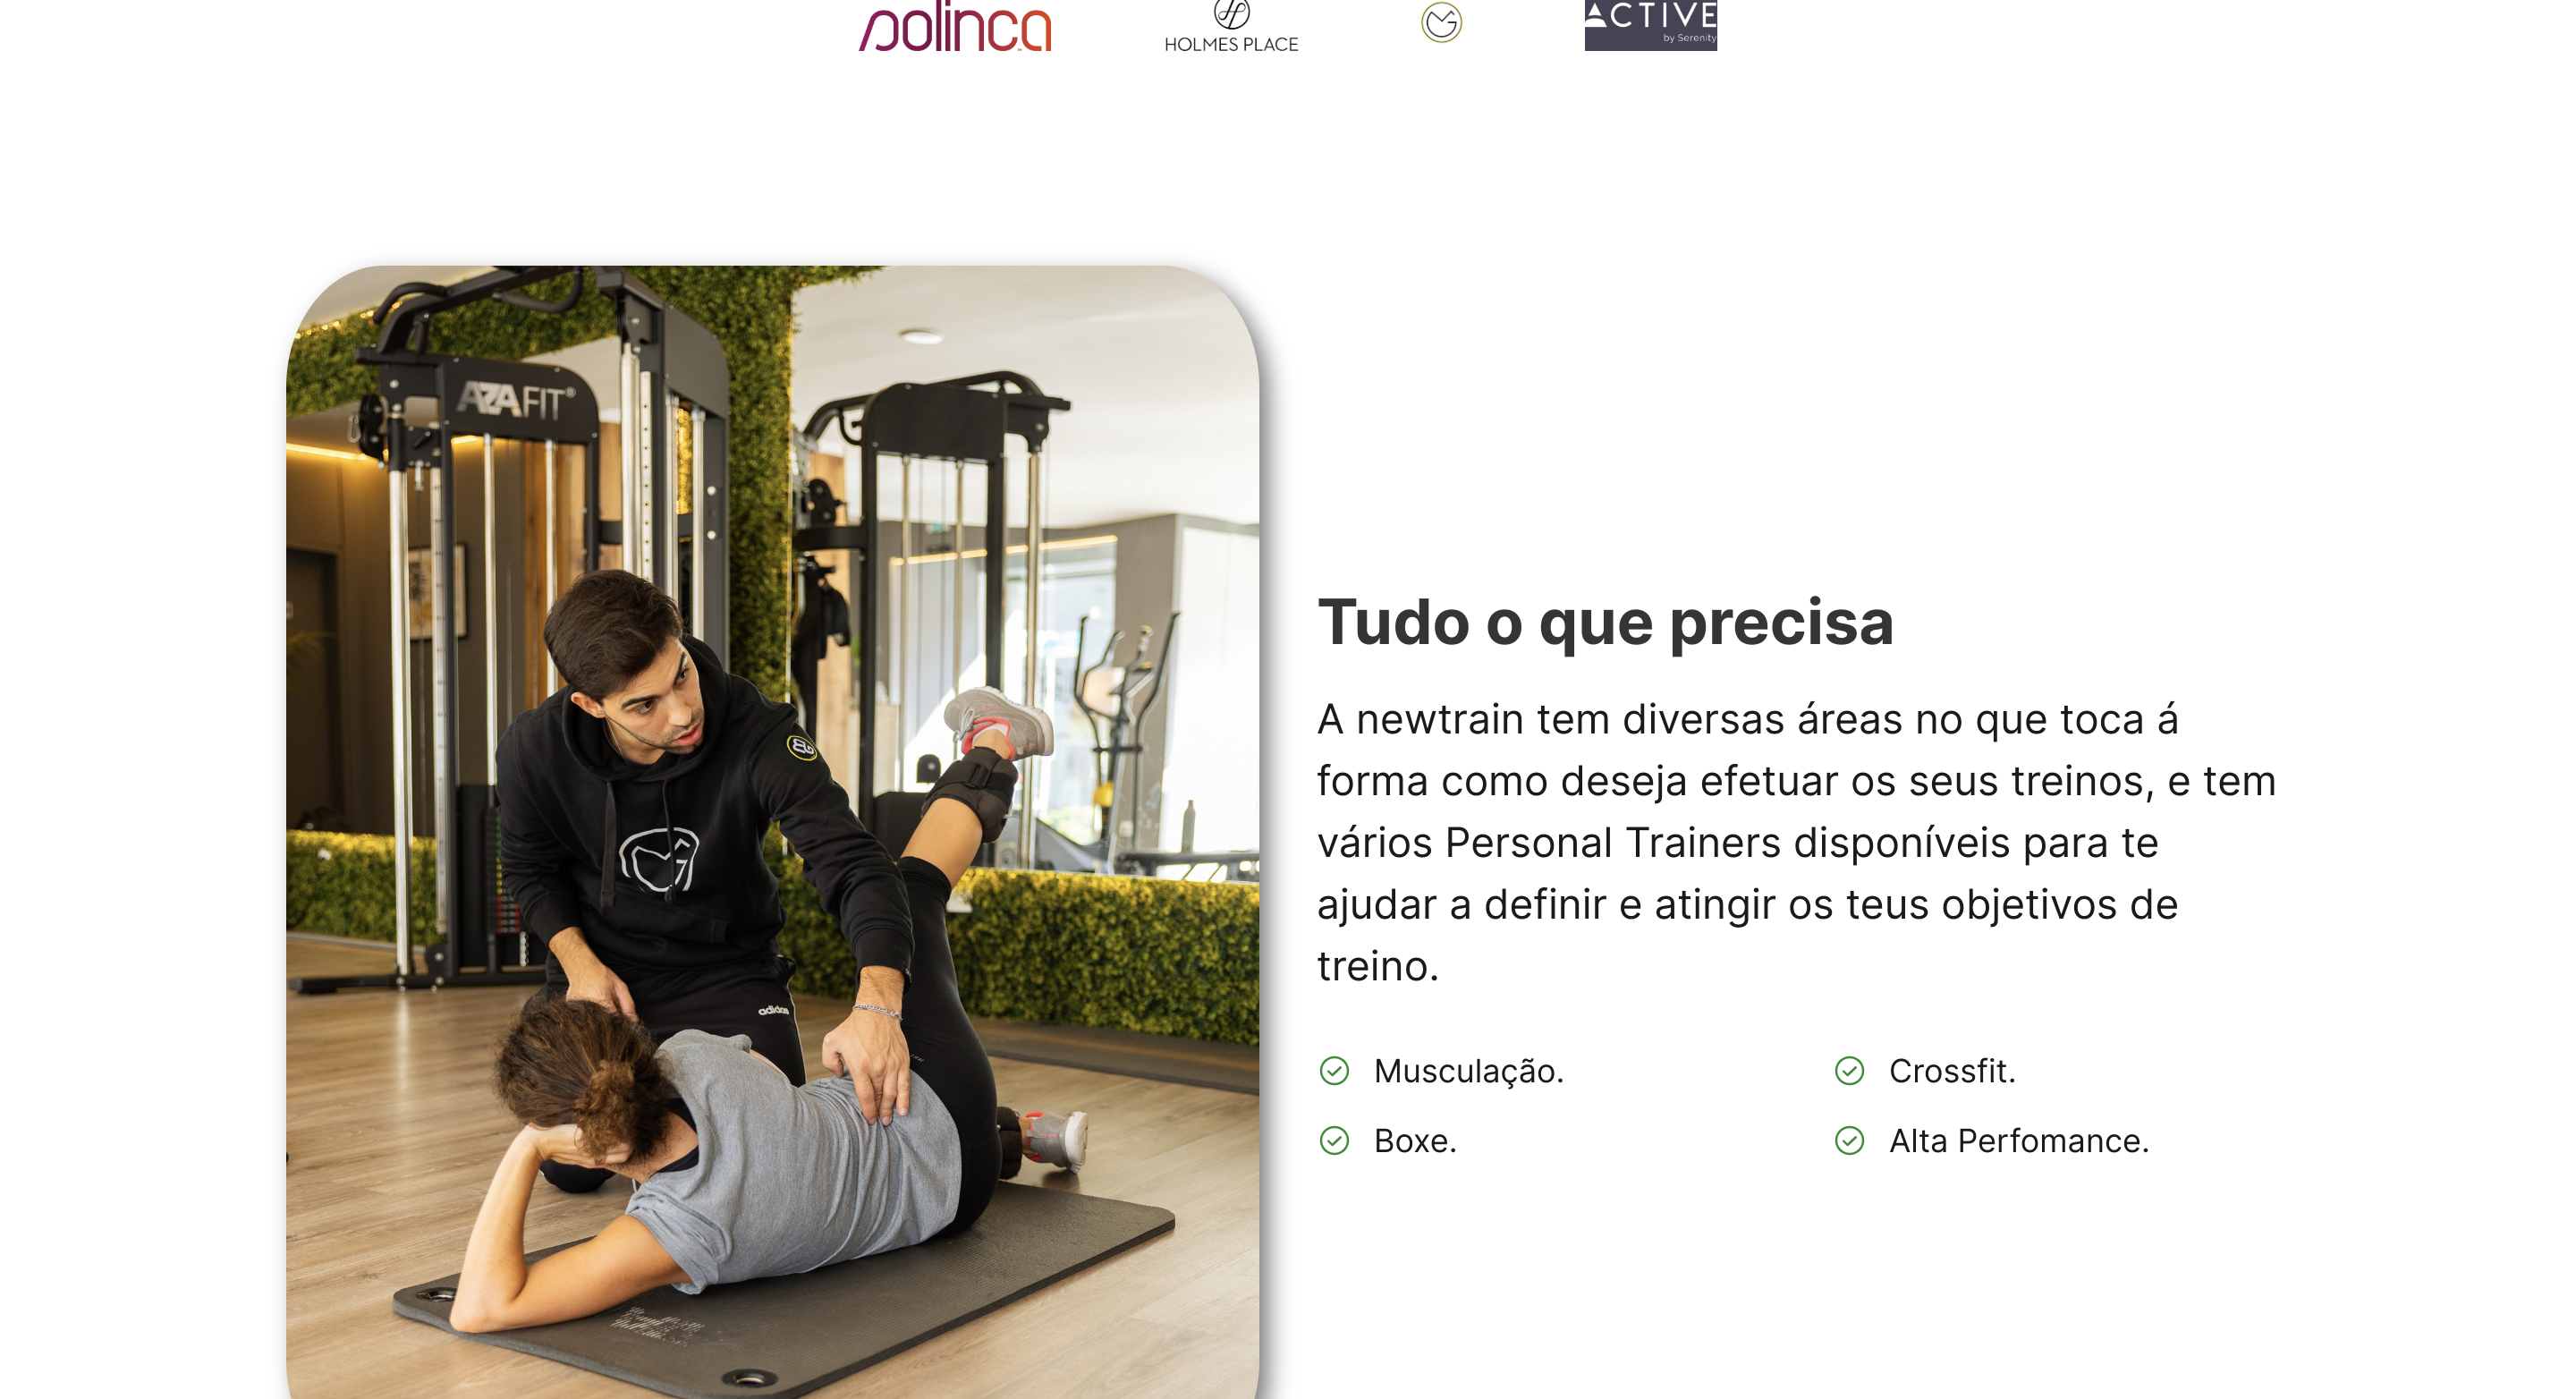 solinca
HOLMES PLACE
ACTIVE
by Serenity
AZAFIT®
adidas
Tudo o que precisa
A newtrain tem diversas áreas no que toca á
forma como deseja efetuar os seus treinos, e tem
vários Personal Trainers disponíveis para te
ajudar a definir e atingir os teus objetivos de
treino.
Musculação.
Crossfit.
Boxe.
Alta Perfomance.